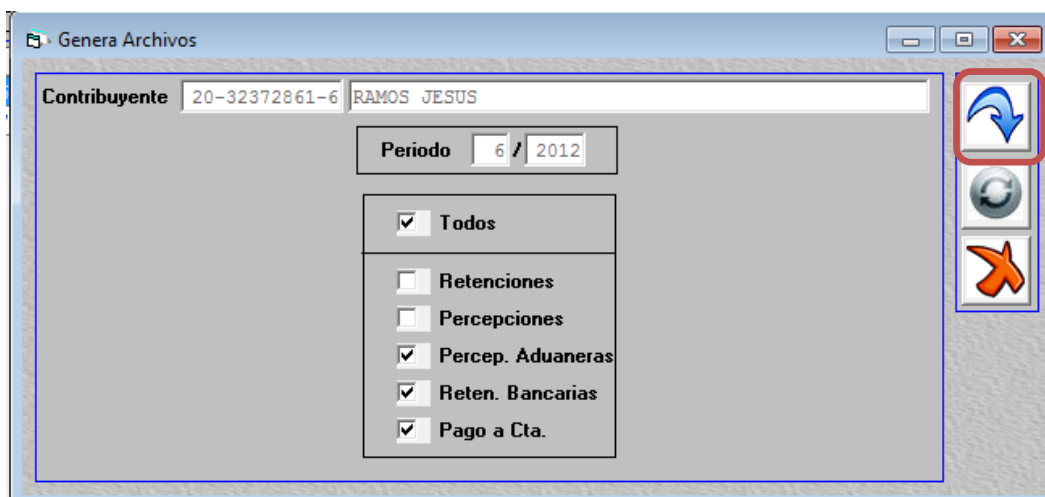 Genera Archivos
Contribuyente 20-32372861-6 RAMOS JESUS
Periodo 6 / 2012
Todos
Retenciones
Percepciones
Percep. Aduaneras
Reten. Bancarias
Pago a Cta.